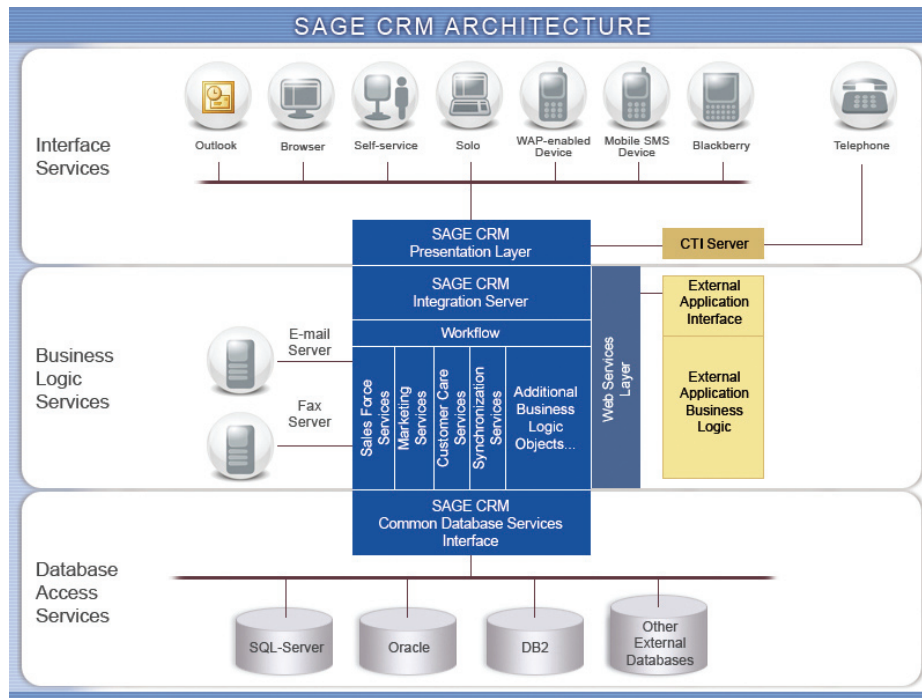 SAGE CRM ARCHITECTURE
Interface
Services
Outlook
Browser
Self-service
Solo
WAP-enabled
Device
Mobile SMS
Device
Blackberry
Telephone
SAGE CRM
Presentation Layer
CTI Server
Business
Logic
Services
E-mail
Server
Fax
Server
SAGE CRM
Integration Server
Workflow
Sales Force
Services
Marketing
Services
Customer Care
Services
Synchronization
Services
Additional
Business
Logic
Objects...
Web Services
Layer
External
Application
Interface
External
Application
Business
Logic
SAGE CRM
Common Database Services
Interface
Database
Access
Services
SQL-Server
Oracle
DB2
Other
External
Databases